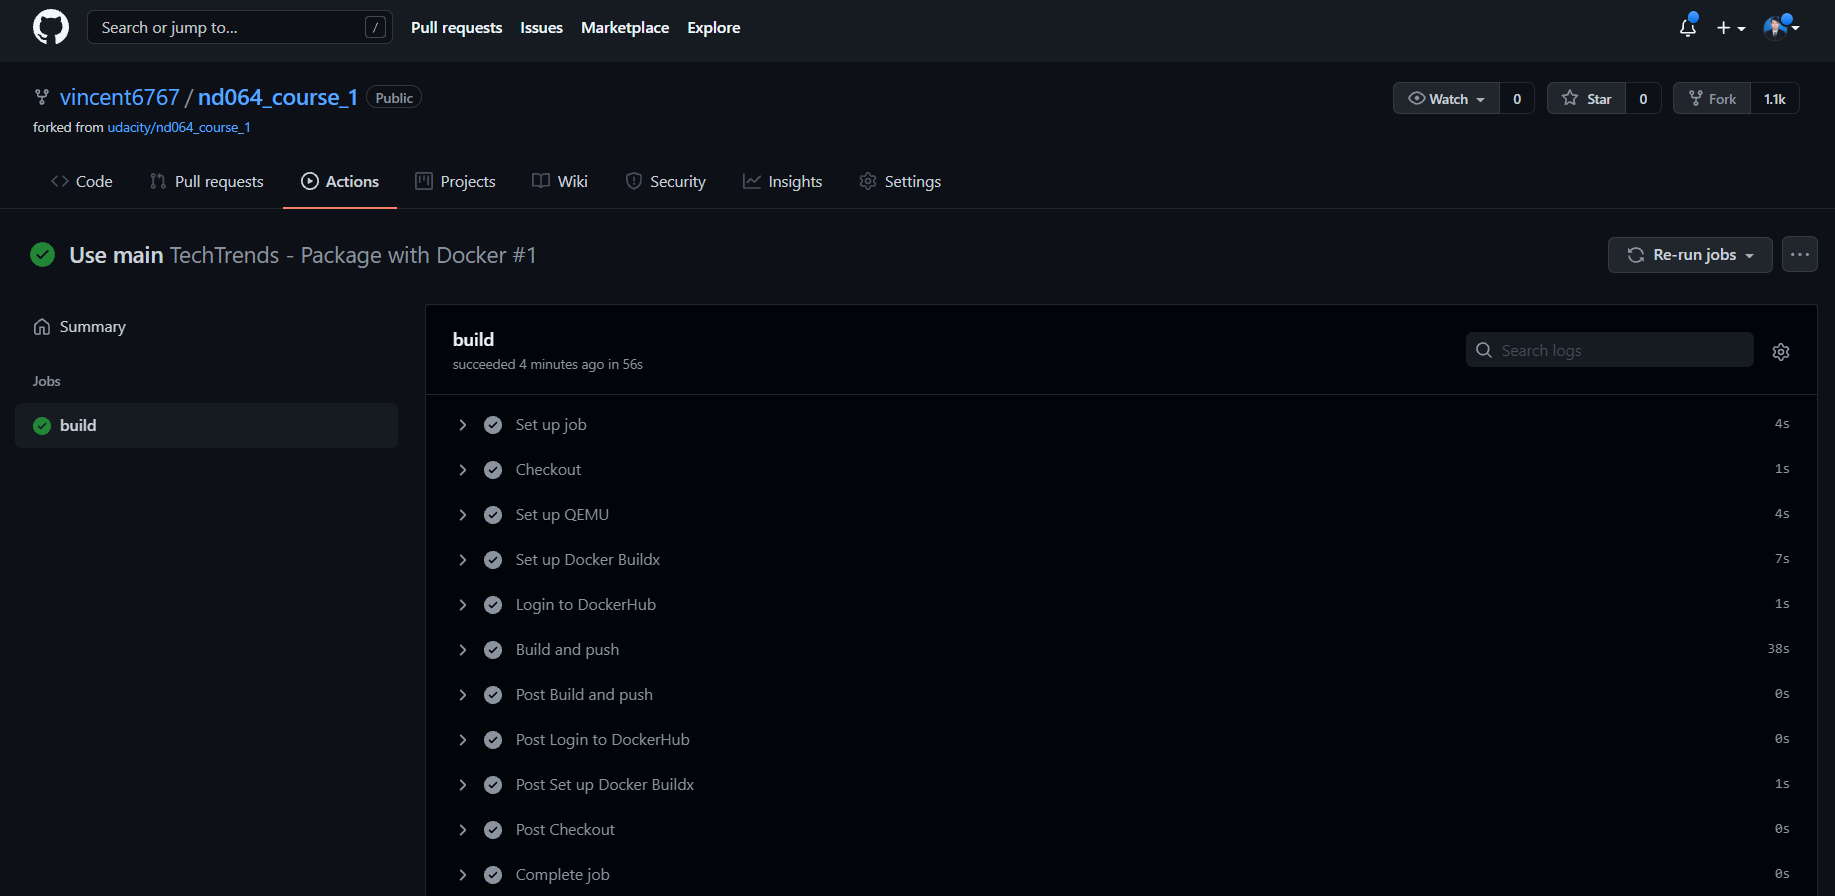 Search or jump to... /
Pull requests Issues Marketplace Explore
vincent6767 / nd064_course_1 Public
Watch 0 Star 0 Fork 1.1k
forked from udacity/nd064_course_1
Code Pull requests Actions Projects Wiki Security Insights Settings
Use main TechTrends - Package with Docker #1
Re-run jobs
Summary
Jobs
build
build
succeeded 4 minutes ago in 56s
Search logs
Set up job 4s
Checkout 1s
Set up QEMU 4s
Set up Docker Buildx 7s
Login to DockerHub 1s
Build and push 38s
Post Build and push 0s
Post Login to DockerHub 0s
Post Set up Docker Buildx 1s
Post Checkout 0s
Complete job 0s